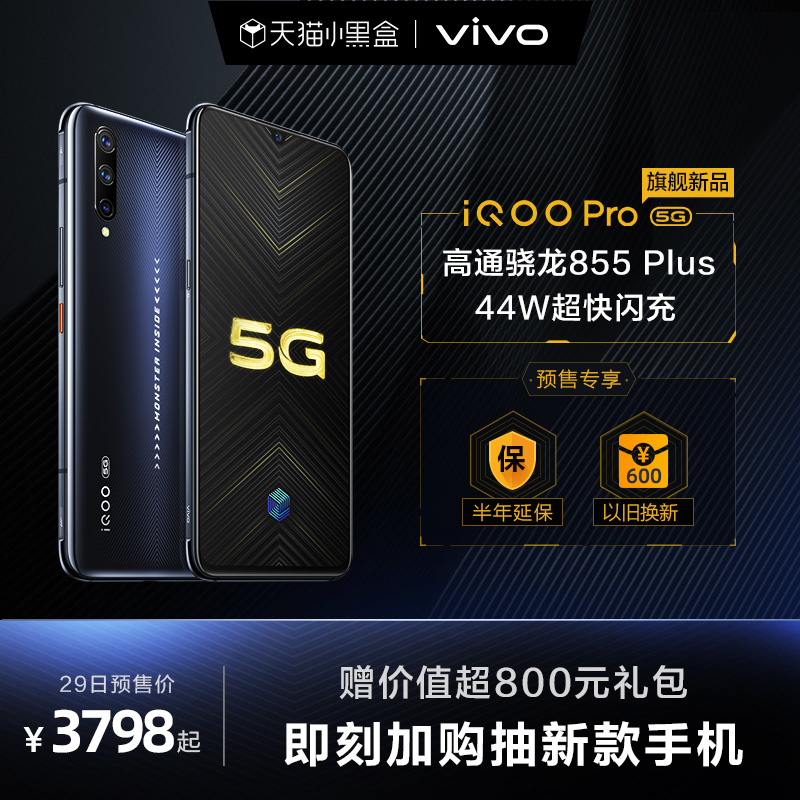 天猫小黑盒 | vivo
旗舰新品
iQOO Pro 5G
高通骁龙855 Plus
44W超快闪充
预售专享
保
半年延保
¥
600
以旧换新
5G
>>>>> MONSTER INSIDE <<<<<
iQOO 5G
vivo
29日预售价
¥3798起
赠价值超800元礼包
即刻加购抽新款手机